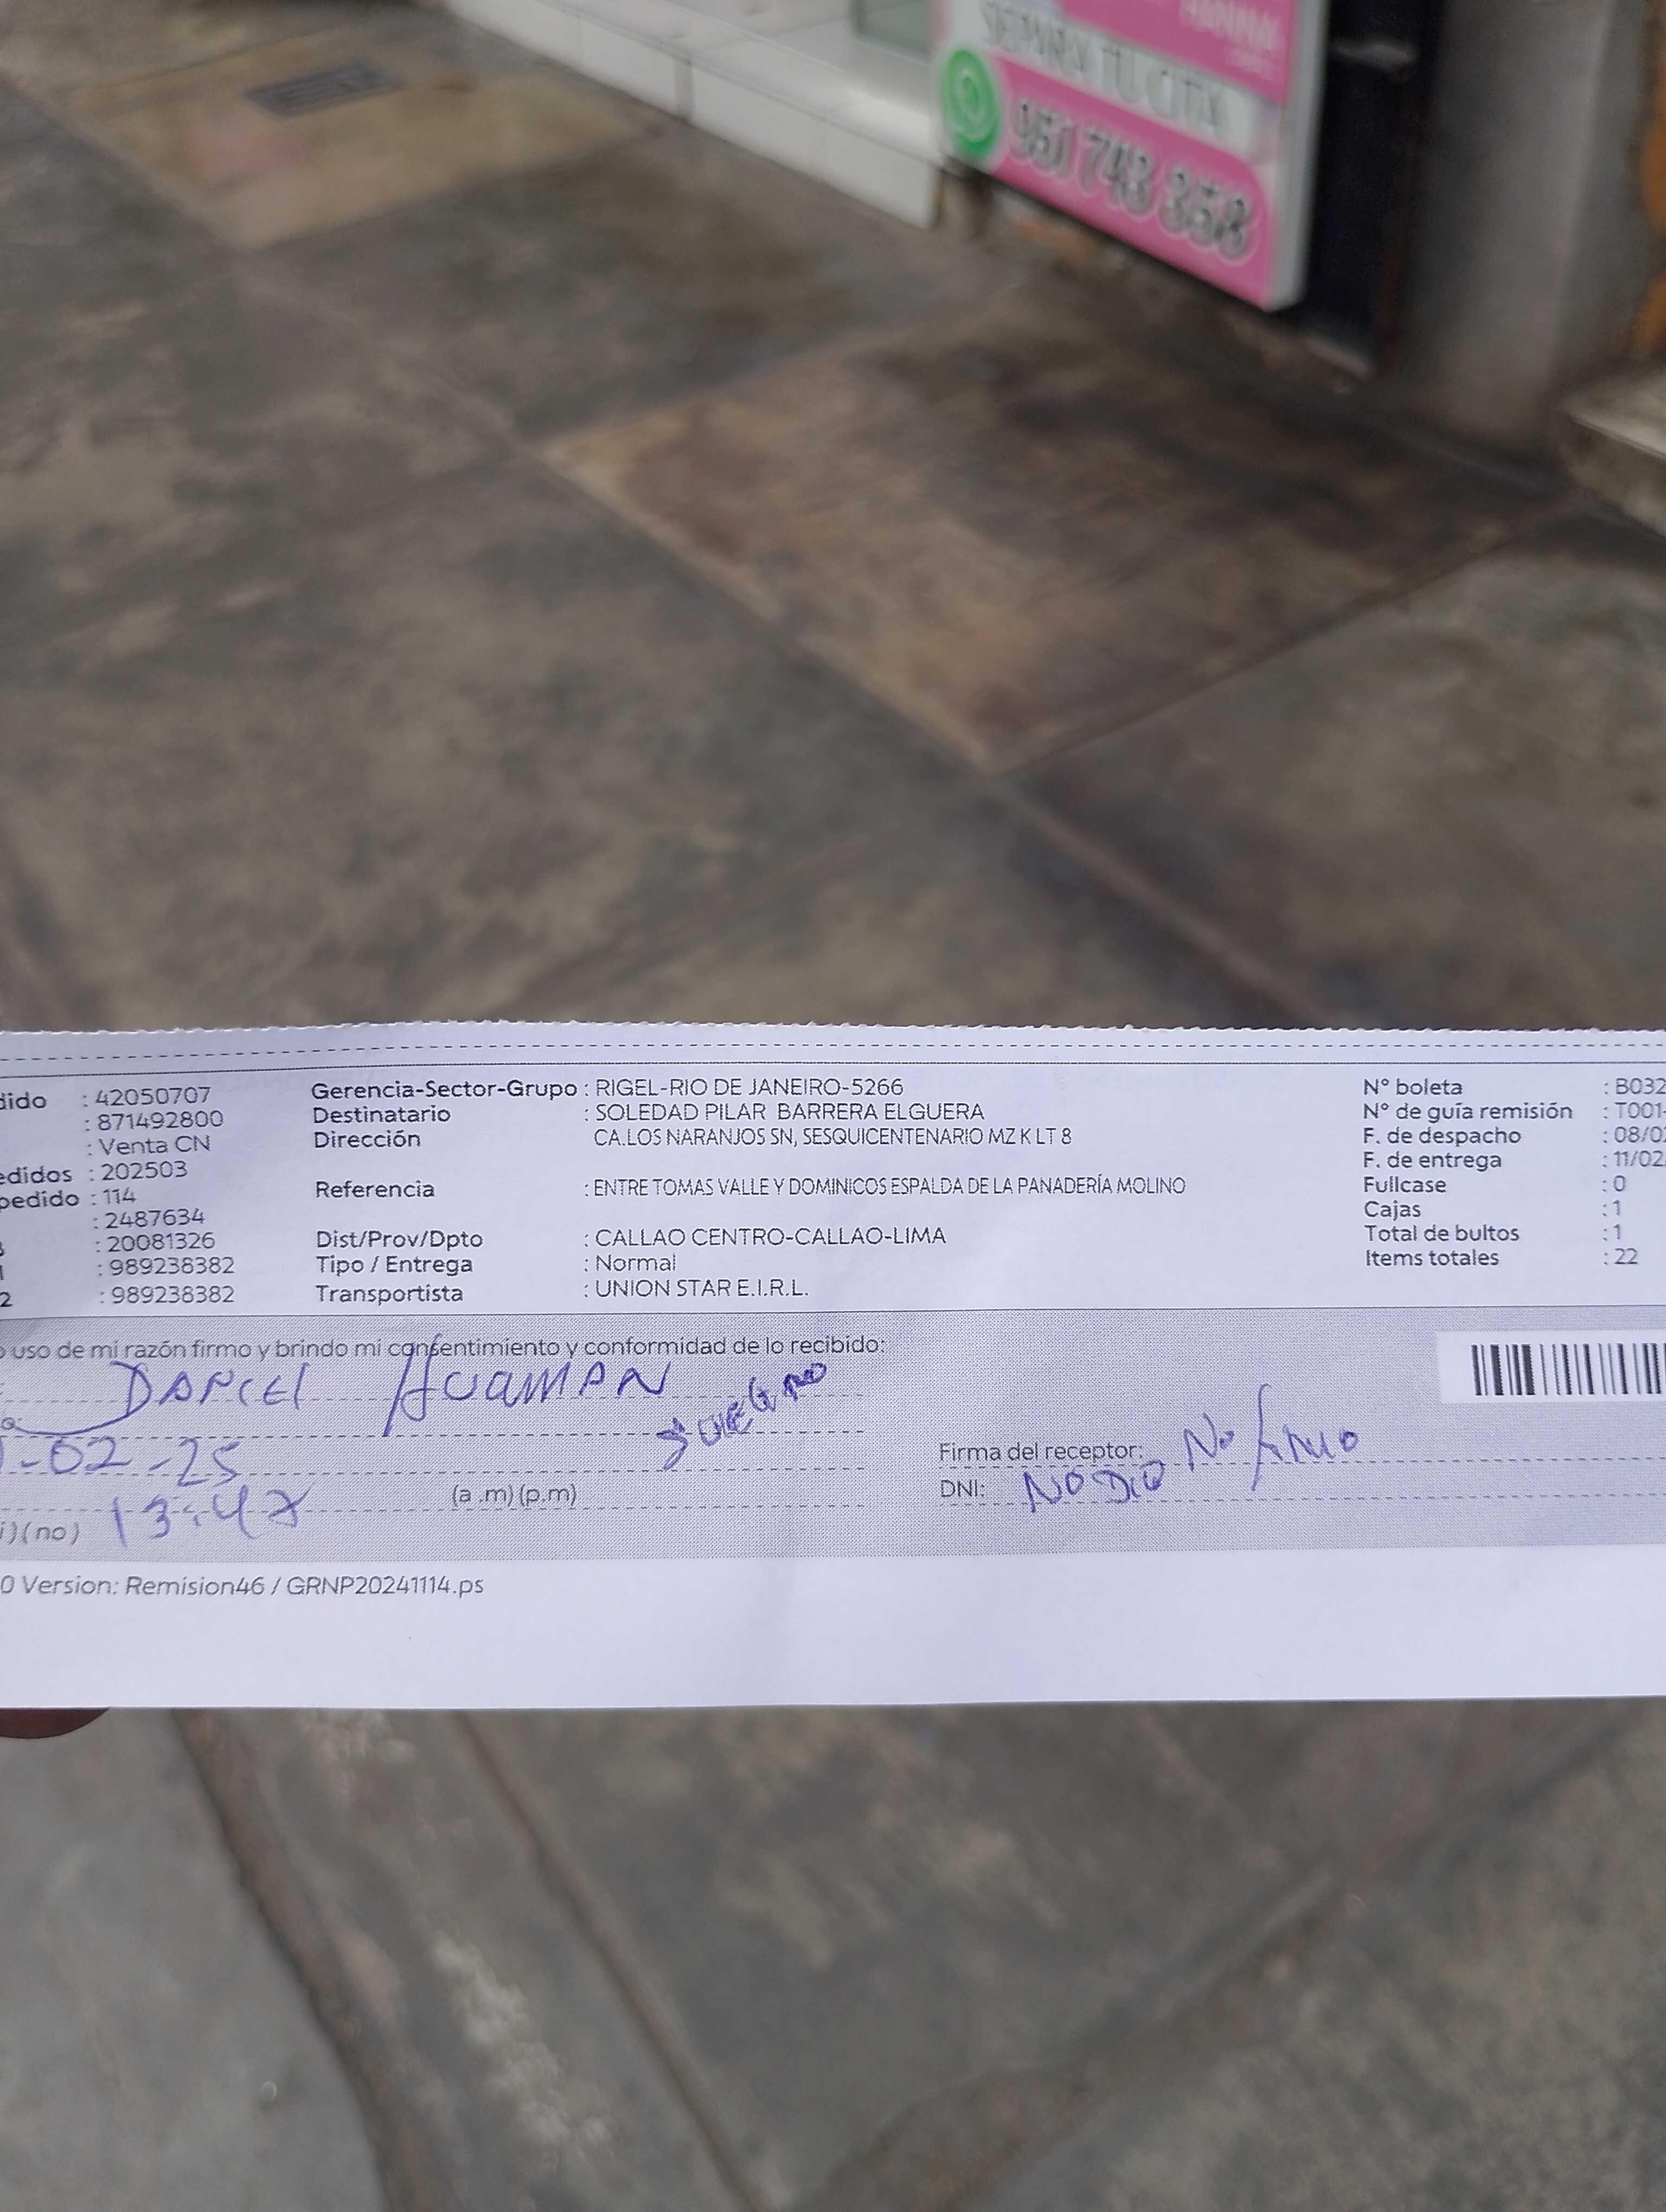 SEPARA TU CITA
951 743 358
dido : 42050707
: 871492800
: Venta CN
edidos : 202503
pedido : 114
: 2487634
: 20081326
1 : 989238382
2 : 989238382
Gerencia-Sector-Grupo : RIGEL-RIO DE JANEIRO-5266
Destinatario : SOLEDAD PILAR BARRERA ELGUERA
Dirección CA.LOS NARANJOS SN, SESQUICENTENARIO MZ K LT 8
Referencia : ENTRE TOMAS VALLE Y DOMINICOS ESPALDA DE LA PANADERÍA MOLINO
Dist/Prov/Dpto : CALLAO CENTRO-CALLAO-LIMA
Tipo / Entrega : Normal
Transportista : UNION STAR E.I.R.L.
N° boleta : B032
N° de guía remisión : T001-
F. de despacho : 08/02
F. de entrega : 11/02
Fullcase : 0
Cajas : 1
Total de bultos : 1
Items totales : 22
o uso de mi razón firmo y brindo mi consentimiento y conformidad de lo recibido:
DANIEL HUAMAN
SUEGRO
-02-25
13:47 (a .m) (p.m)
i) (no)
Firma del receptor: No firmo
DNI: NO DIO
0 Version: Remision46 / GRNP20241114.ps